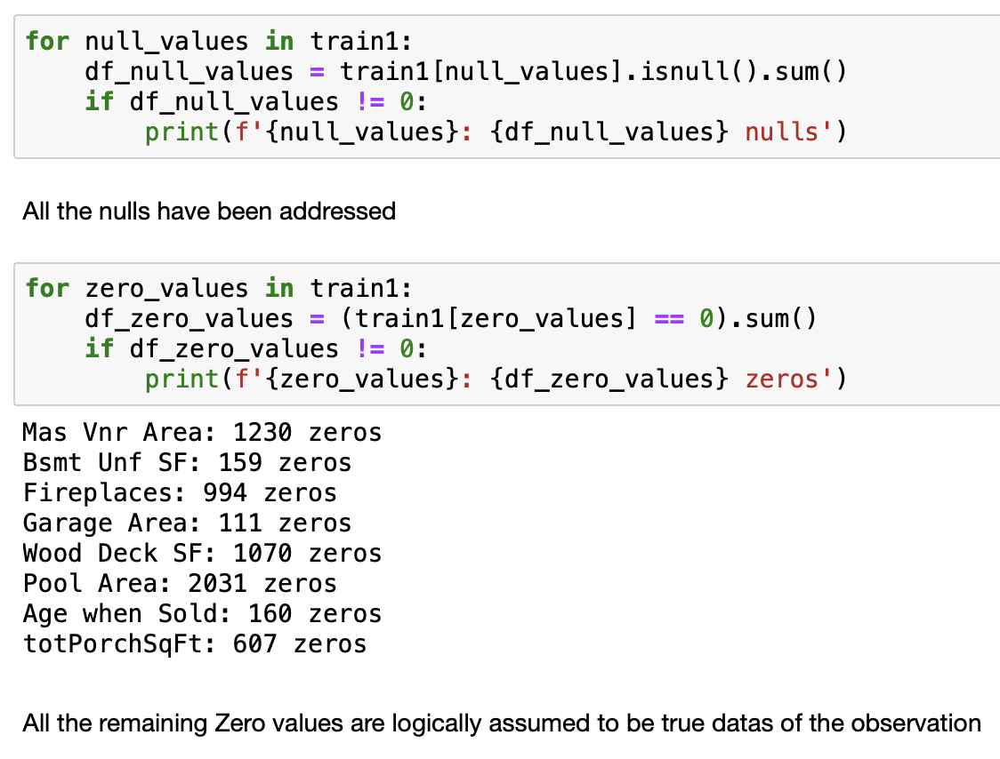 for null_values in train1:
    df_null_values = train1[null_values].isnull().sum()
    if df_null_values != 0:
        print(f'{null_values}: {df_null_values} nulls')
All the nulls have been addressed
for zero_values in train1:
    df_zero_values = (train1[zero_values] == 0).sum()
    if df_zero_values != 0:
        print(f'{zero_values}: {df_zero_values} zeros')
Mas Vnr Area: 1230 zeros
Bsmt Unf SF: 159 zeros
Fireplaces: 994 zeros
Garage Area: 111 zeros
Wood Deck SF: 1070 zeros
Pool Area: 2031 zeros
Age when Sold: 160 zeros
totPorchSqFt: 607 zeros
All the remaining Zero values are logically assumed to be true datas of the observation